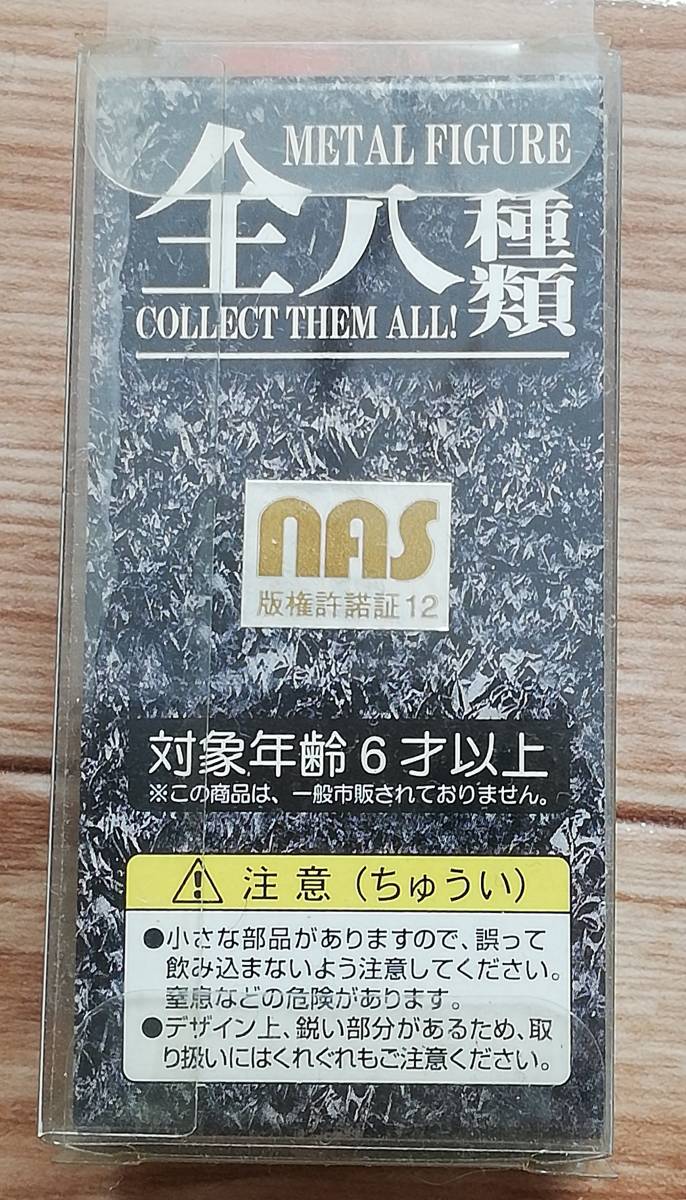 METAL FIGURE
全八種類
COLLECT THEM ALL!
nas
版権許諾証12
対象年齢6才以上
※この商品は、一般市販されておりません。
注意(ちゅうい)
●小さな部品がありますので、誤って
飲み込まないよう注意してください。
窒息などの危険があります。
●デザイン上、鋭い部分があるため、取
り扱いにはくれぐれもご注意ください。